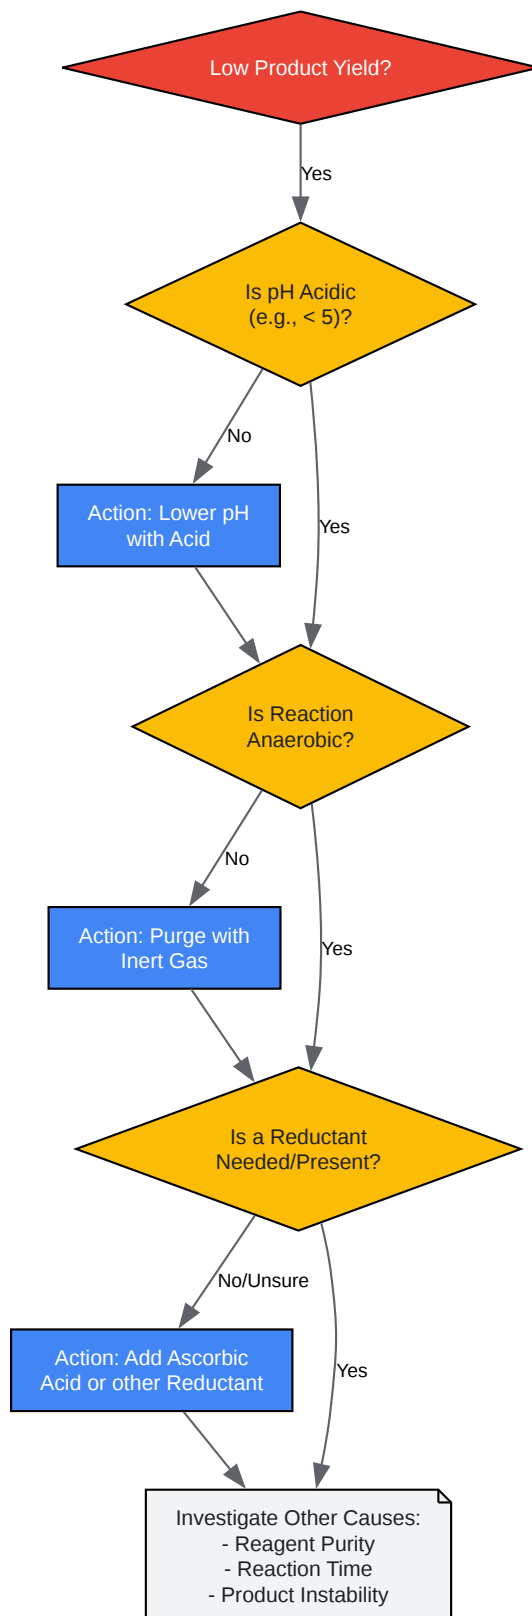 Low Product Yield?
Yes
Is pH Acidic
(e.g., < 5)?
No
Action: Lower pH
with Acid
Yes
Is Reaction
Anaerobic?
No
Action: Purge with
Inert Gas
Yes
Is a Reductant
Needed/Present?
No/Unsure
Action: Add Ascorbic
Acid or other Reductant
Yes
Investigate Other Causes:
- Reagent Purity
- Reaction Time
- Product Instability